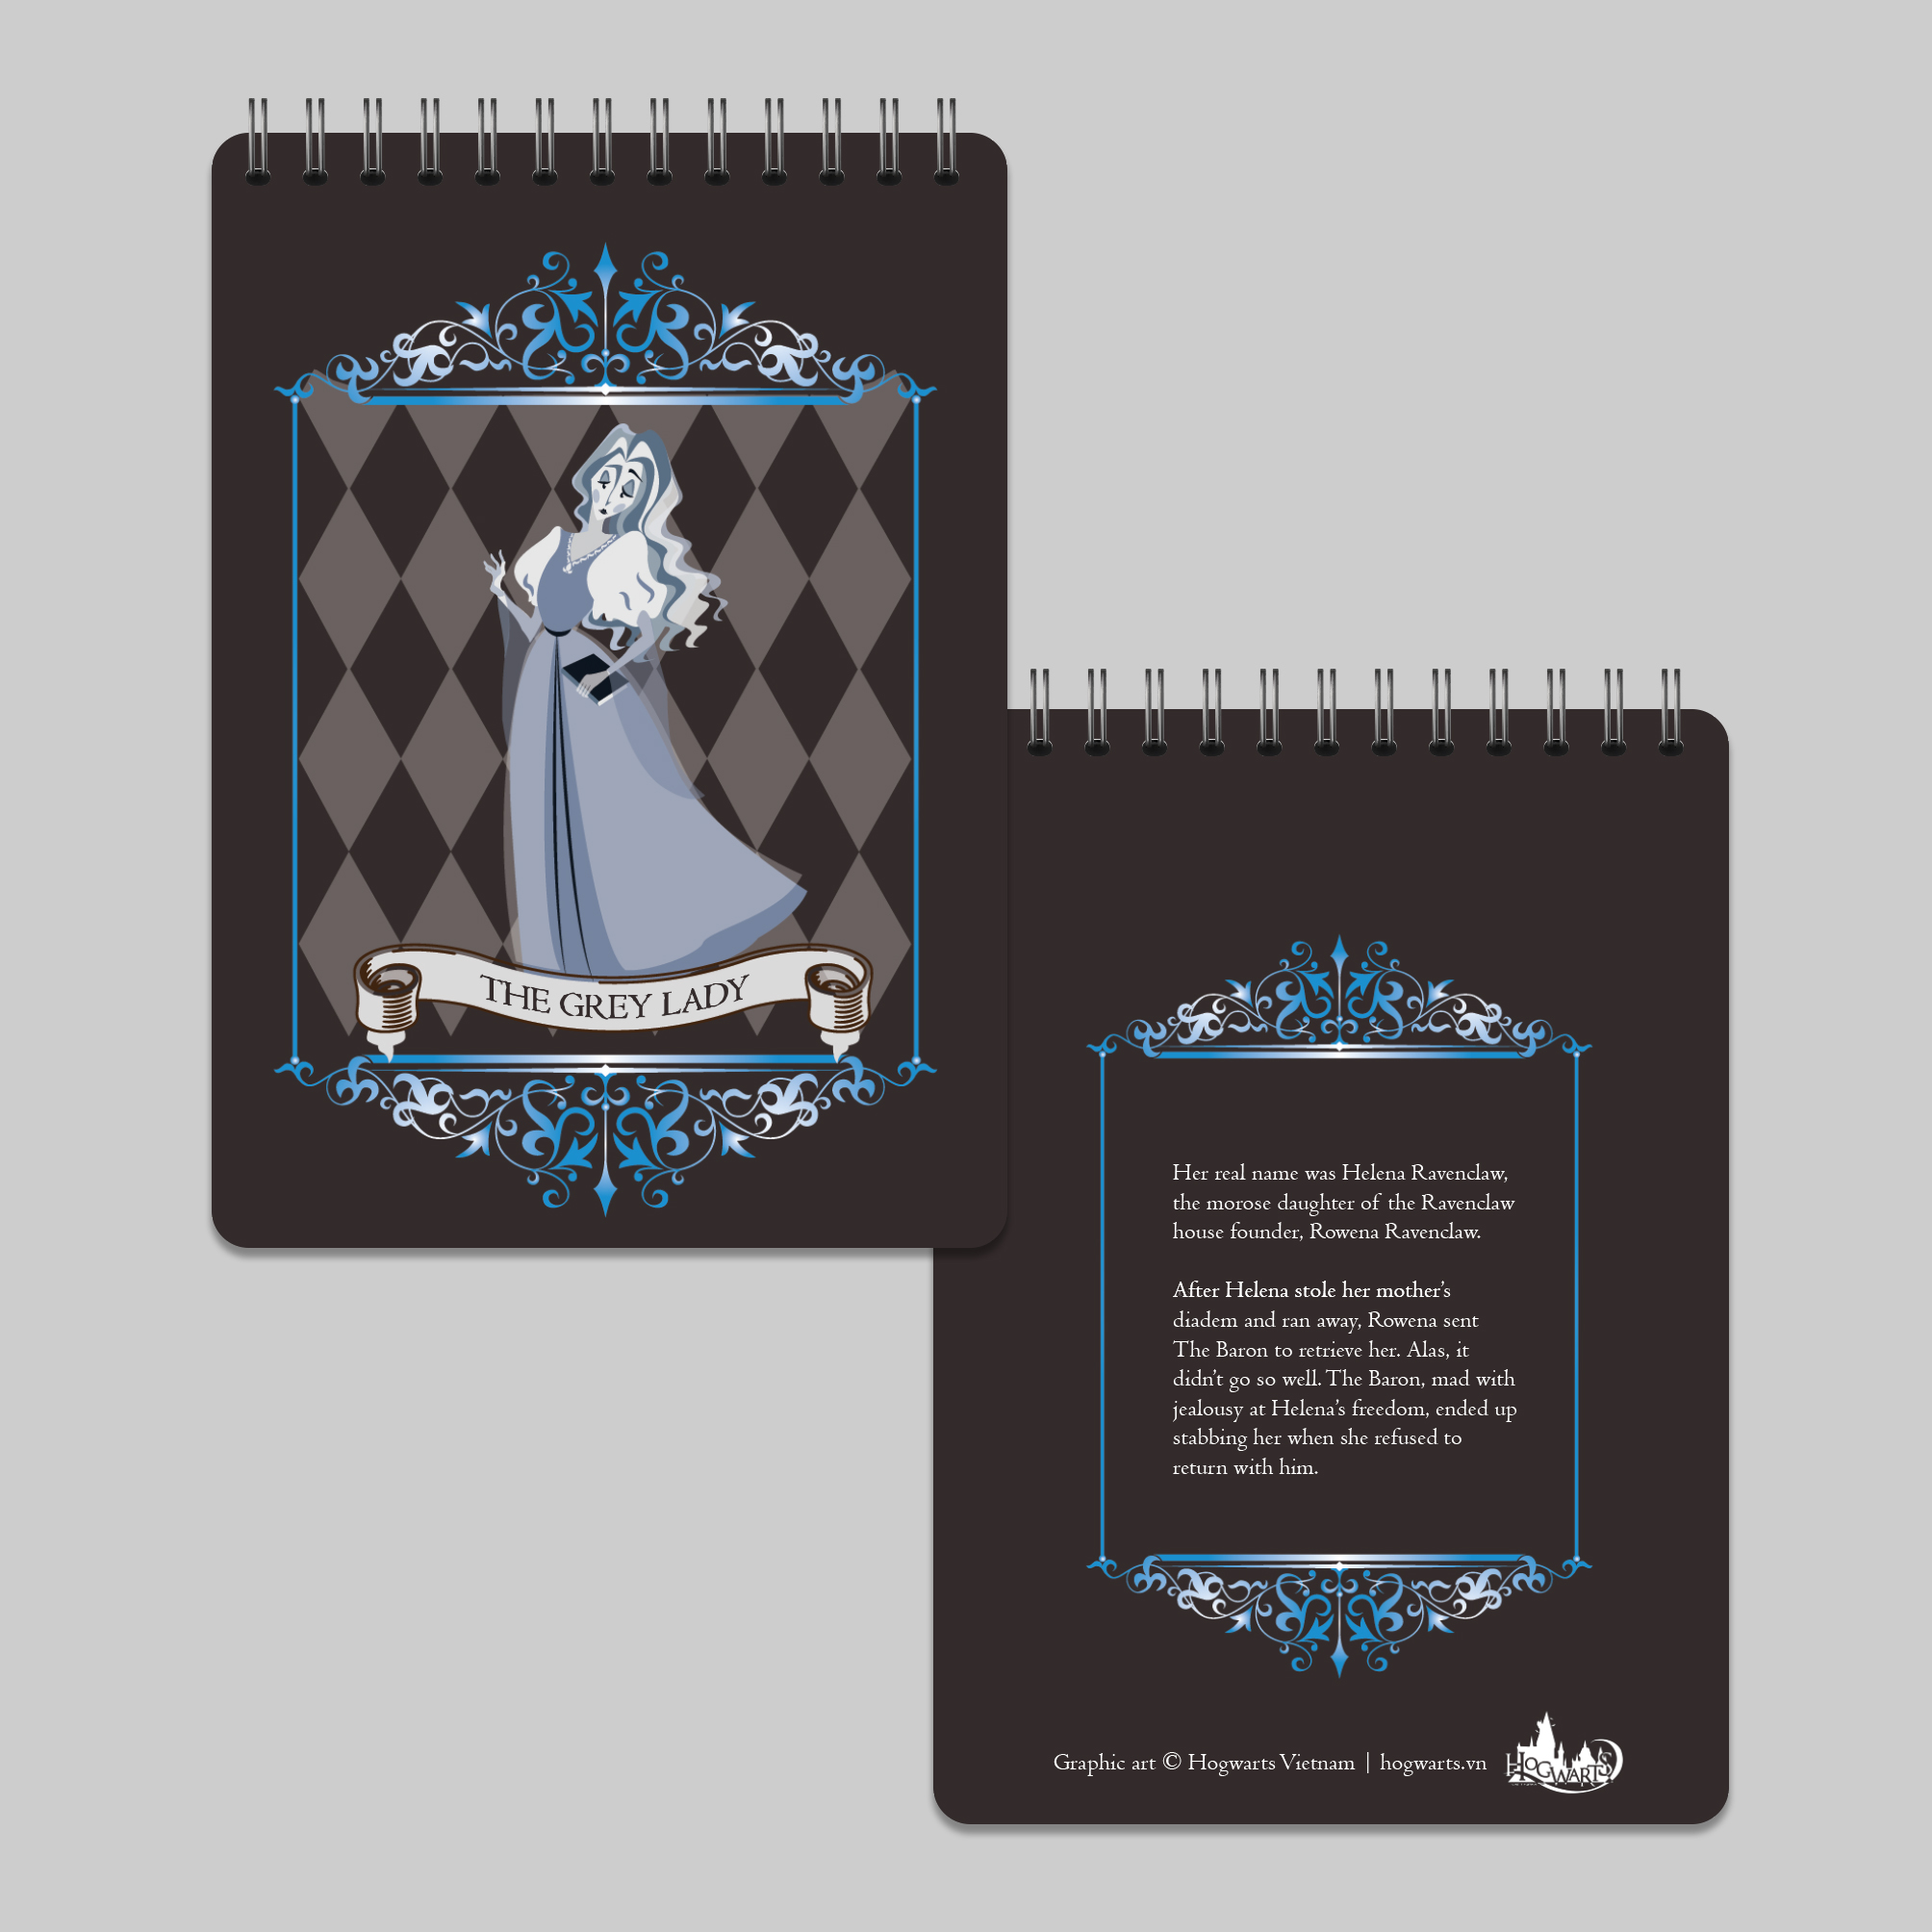 THE GREY LADY
Her real name was Helena Ravenclaw,
the morose daughter of the Ravenclaw
house founder, Rowena Ravenclaw.
After Helena stole her mother’s
diadem and ran away, Rowena sent
The Baron to retrieve her. Alas, it
didn’t go so well. The Baron, mad with
jealousy at Helena’s freedom, ended up
stabbing her when she refused to
return with him.
Graphic art © Hogwarts Vietnam | hogwarts.vn
HOGWARTS